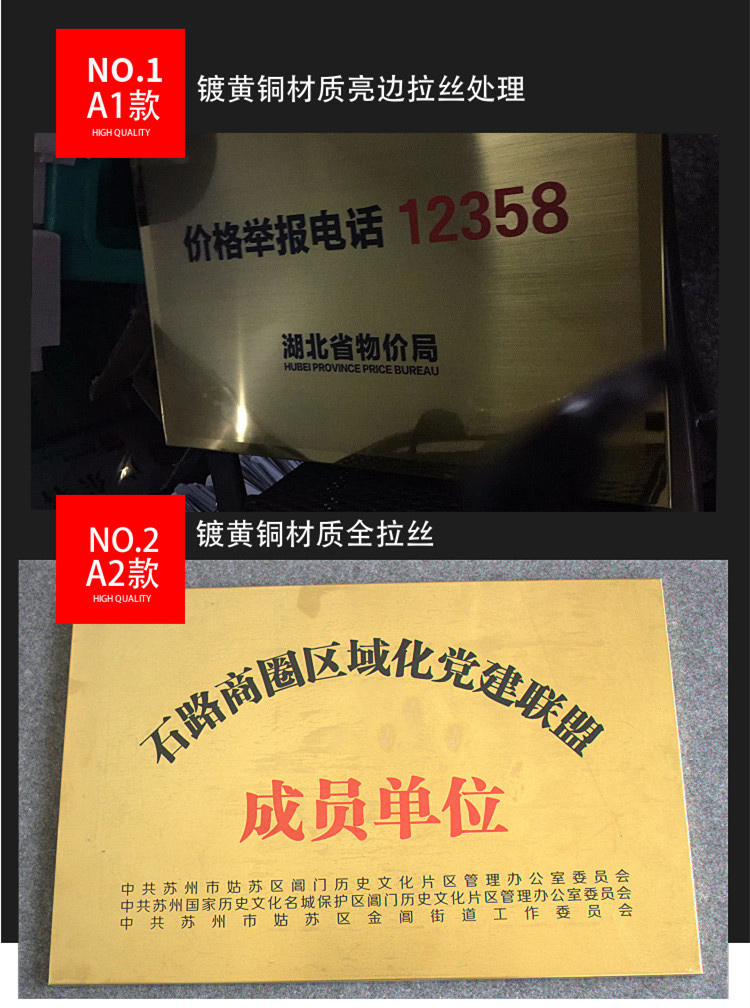 NO.1
A1款
HIGH QUALITY
镀黄铜材质亮边拉丝处理
价格举报电话 12358
湖北省物价局
HUBEI PROVINCE PRICE BUREAU
NO.2
A2款
HIGH QUALITY
镀黄铜材质全拉丝
石路商圈区域化党建联盟
成员单位
中共苏州市姑苏区阊门历史文化片区管理办公室委员会
中共苏州国家历史文化名城保护区阊门历史文化片区管理办公室委员会
中共苏州市姑苏区金阊街道工作委员会